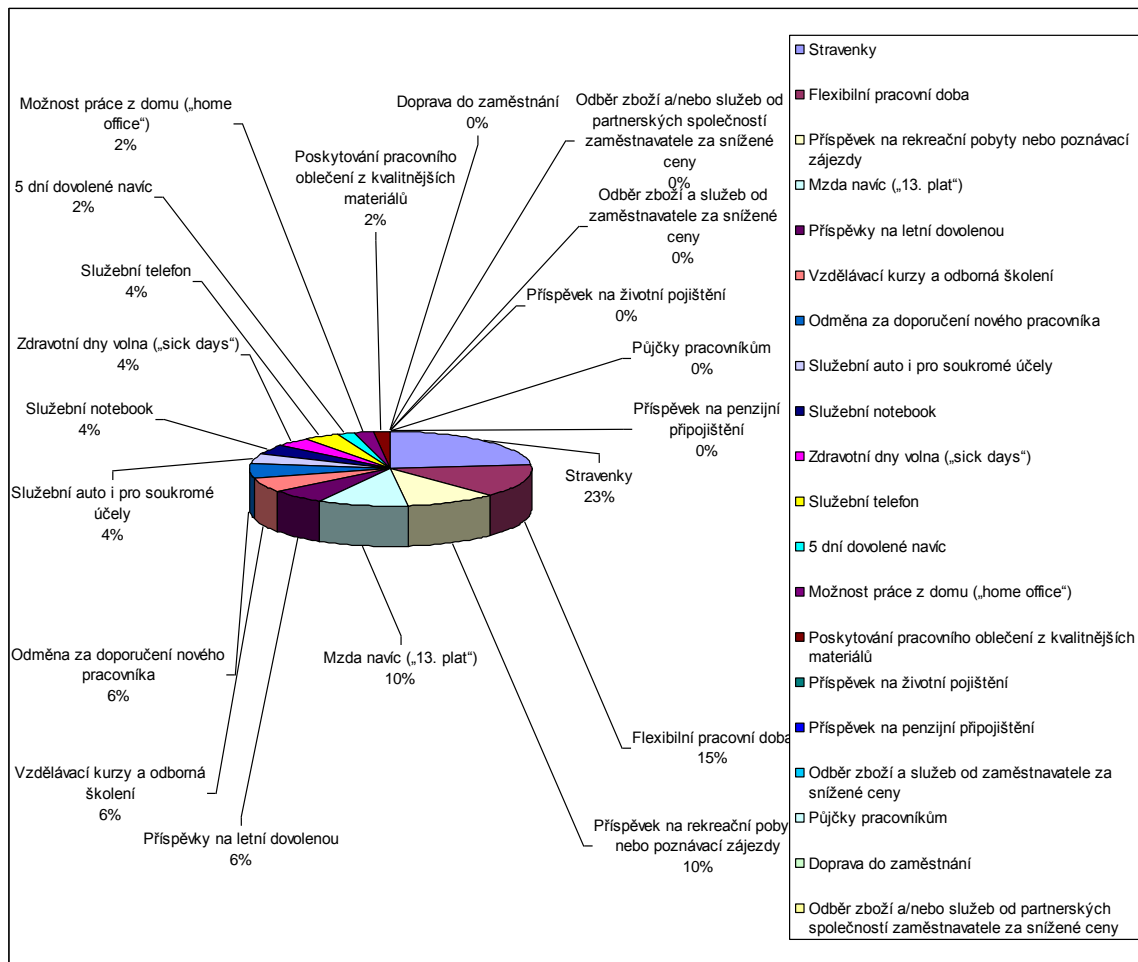 Možnost práce z domu („home
office“)
2%
Doprava do zaměstnání
0%
Odběr zboží a/nebo služeb od
partnerských společností
zaměstnavatele za snížené
ceny
0%
Poskytování pracovního
oblečení z kvalitnějších
materiálů
2%
5 dní dovolené navíc
2%
Odběr zboží a služeb od
zaměstnavatele za snížené
ceny
0%
Služební telefon
4%
Příspěvek na životní pojištění
0%
Zdravotní dny volna („sick days“)
4%
Půjčky pracovníkům
0%
Služební notebook
4%
Příspěvek na penzijní
připojištění
0%
Stravenky
23%
Služební auto i pro soukromé
účely
4%
Odměna za doporučení nového
pracovníka
6%
Mzda navíc („13. plat“)
10%
Flexibilní pracovní doba
15%
Vzdělávací kurzy a odborná
školení
6%
Příspěvky na letní dovolenou
6%
Příspěvek na rekreační poby
nebo poznávací zájezdy
10%
Stravenky
Flexibilní pracovní doba
Příspěvek na rekreační pobyty nebo poznávací
zájezdy
Mzda navíc („13. plat“)
Příspěvky na letní dovolenou
Vzdělávací kurzy a odborná školení
Odměna za doporučení nového pracovníka
Služební auto i pro soukromé účely
Služební notebook
Zdravotní dny volna („sick days“)
Služební telefon
5 dní dovolené navíc
Možnost práce z domu („home office“)
Poskytování pracovního oblečení z kvalitnějších
materiálů
Příspěvek na životní pojištění
Příspěvek na penzijní připojištění
Odběr zboží a služeb od zaměstnavatele za
snížené ceny
Půjčky pracovníkům
Doprava do zaměstnání
Odběr zboží a/nebo služeb od partnerských
společností zaměstnavatele za snížené ceny